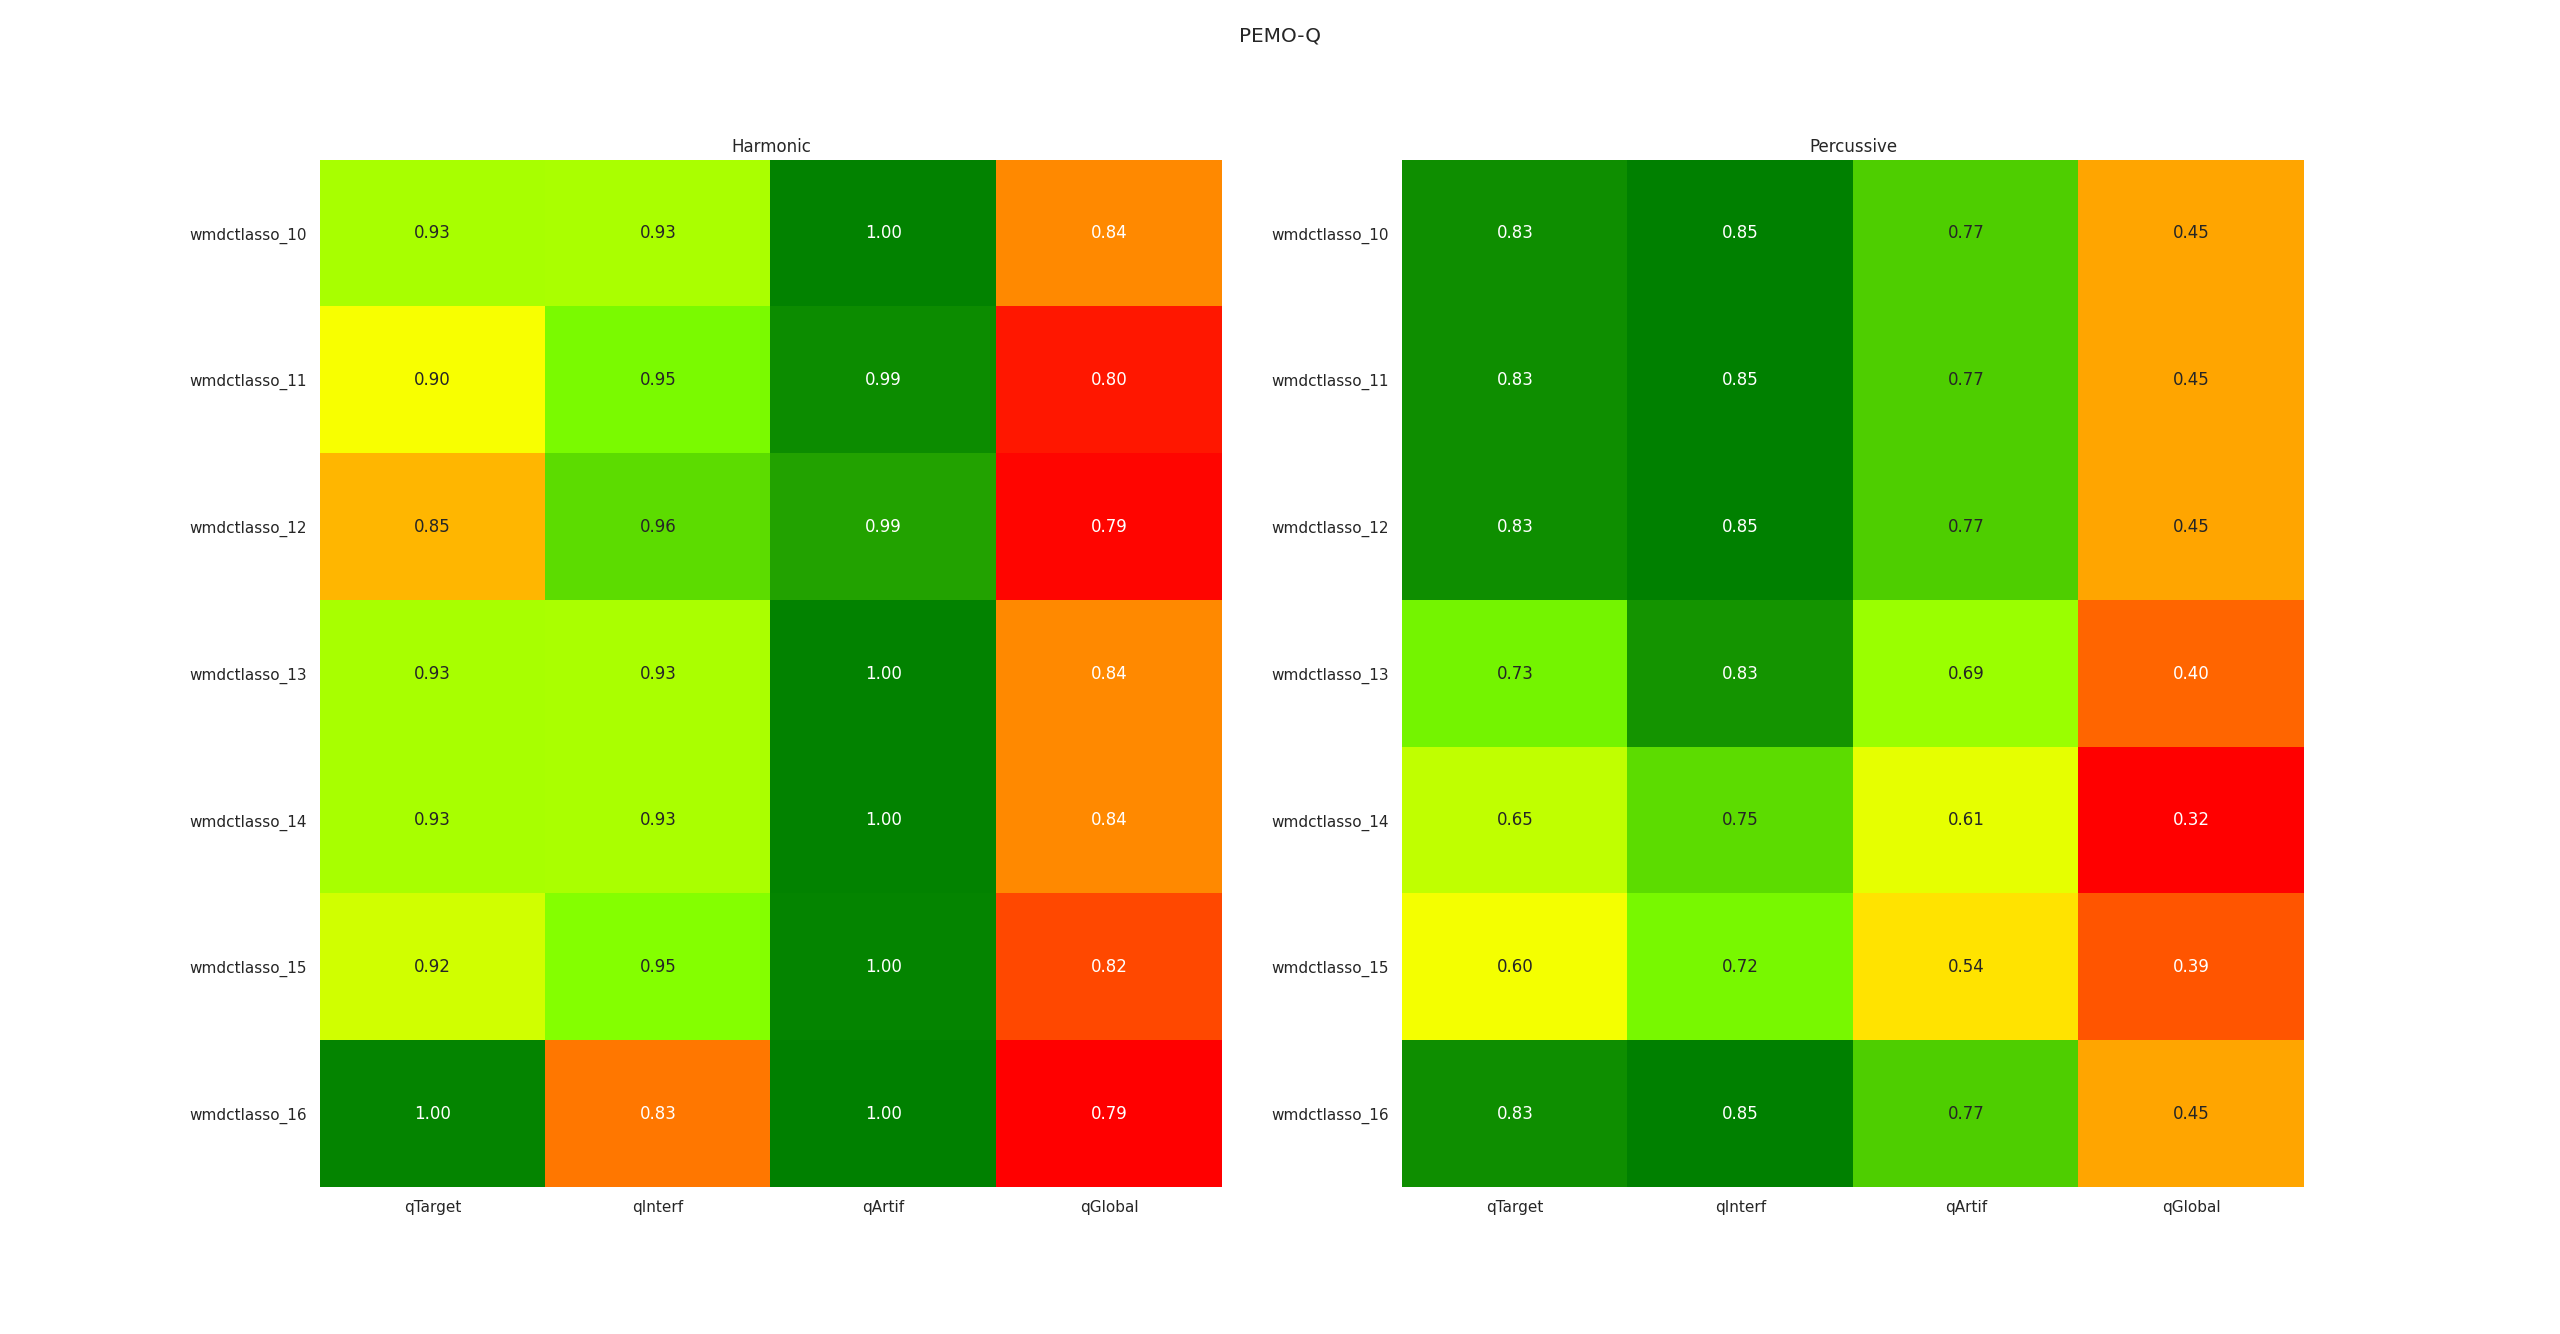 PEMO-Q
Harmonic
wmdctlasso_10 0.93 0.93 1.00 0.84
wmdctlasso_11 0.90 0.95 0.99 0.80
wmdctlasso_12 0.85 0.96 0.99 0.79
wmdctlasso_13 0.93 0.93 1.00 0.84
wmdctlasso_14 0.93 0.93 1.00 0.84
wmdctlasso_15 0.92 0.95 1.00 0.82
wmdctlasso_16 1.00 0.83 1.00 0.79
qTarget qInterf qArtif qGlobal
Percussive
wmdctlasso_10 0.83 0.85 0.77 0.45
wmdctlasso_11 0.83 0.85 0.77 0.45
wmdctlasso_12 0.83 0.85 0.77 0.45
wmdctlasso_13 0.73 0.83 0.69 0.40
wmdctlasso_14 0.65 0.75 0.61 0.32
wmdctlasso_15 0.60 0.72 0.54 0.39
wmdctlasso_16 0.83 0.85 0.77 0.45
qTarget qInterf qArtif qGlobal